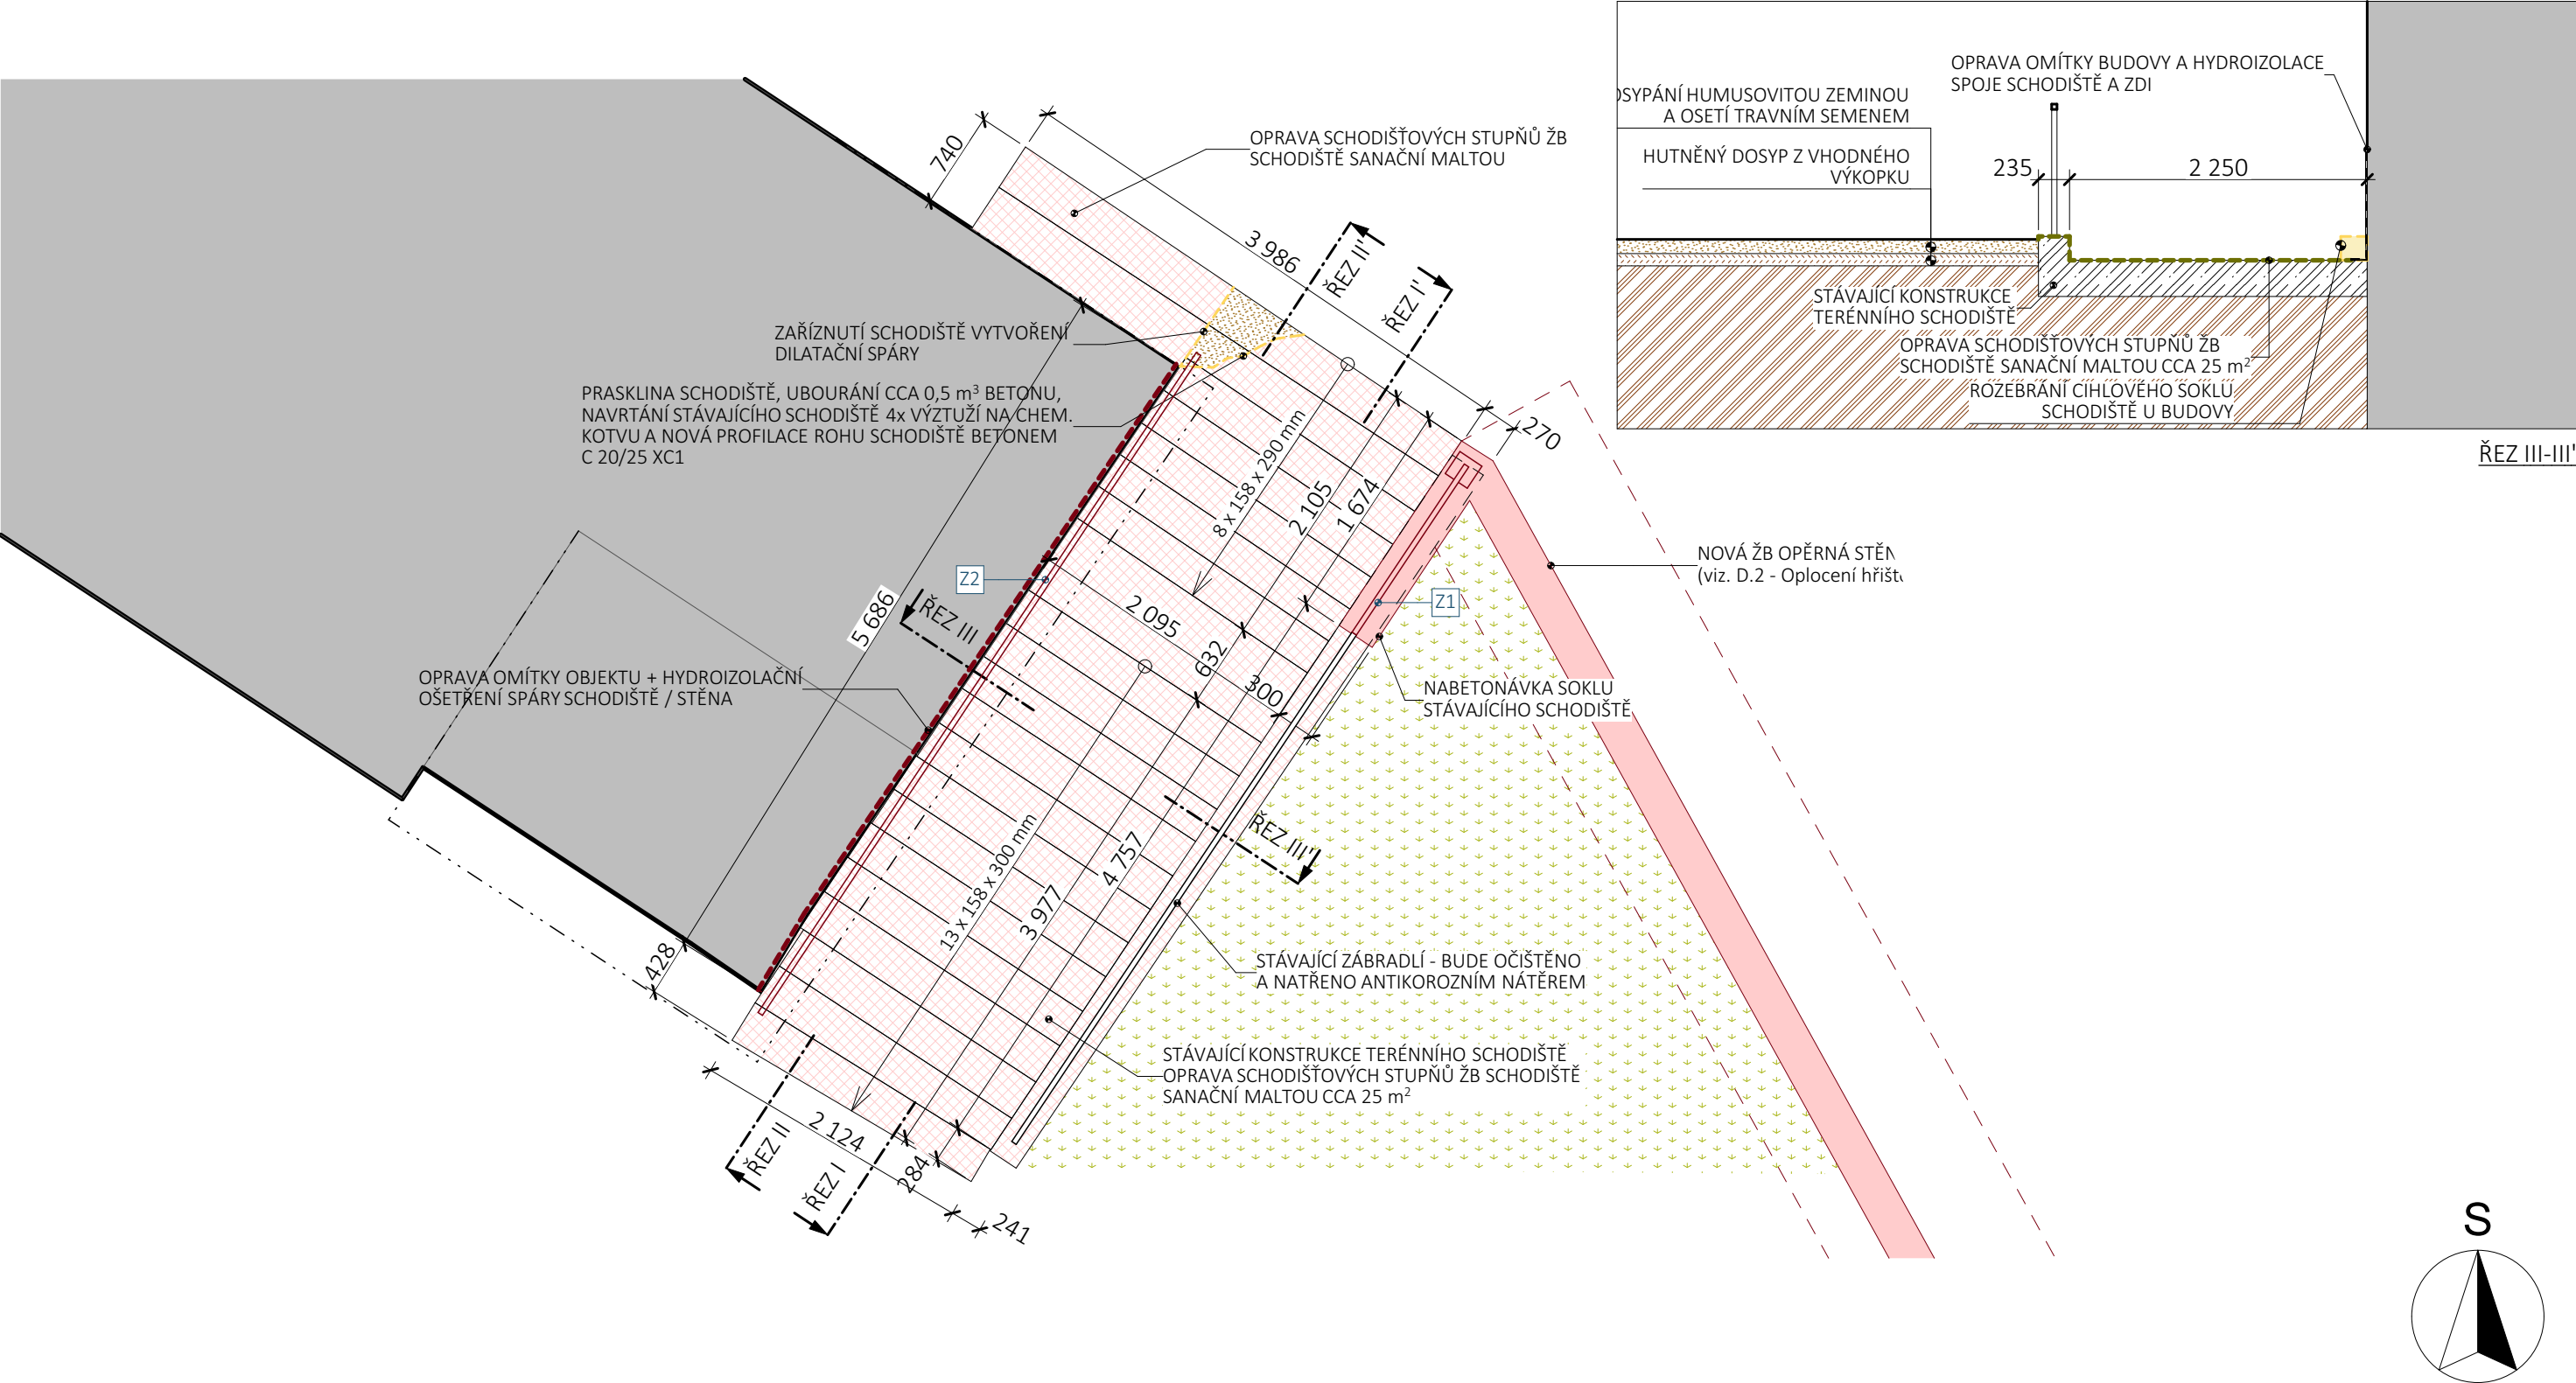 OPRAVA OMÍTKY BUDOVY A HYDROIZOLACE
SPOJE SCHODIŠTĚ A ZDI
OSYPÁNÍ HUMUSOVITOU ZEMINOU
A OSETÍ TRAVNÍM SEMENEM
HUTNĚNÝ DOSYP Z VHODNÉHO
VÝKOPKU
235
2 250
STÁVAJÍCÍ KONSTRUKCE
TERÉNNÍHO SCHODIŠTĚ
OPRAVA SCHODIŠŤOVÝCH STUPŇŮ ŽB
SCHODIŠTĚ SANAČNÍ MALTOU CCA 25 m²
ROZEBRÁNÍ CIHLOVÉHO SOKLU
SCHODIŠTĚ U BUDOVY
ŘEZ III-III'
740
OPRAVA SCHODIŠŤOVÝCH STUPŇŮ ŽB
SCHODIŠTĚ SANAČNÍ MALTOU
3 986
ŘEZ II'
ŘEZ I'
ZAŘÍZNUTÍ SCHODIŠTĚ VYTVOŘENÍ
DILATAČNÍ SPÁRY
PRASKLINA SCHODIŠTĚ, UBOURÁNÍ CCA 0,5 m³ BETONU,
NAVRTÁNÍ STÁVAJÍCÍHO SCHODIŠTĚ 4x VÝZTUŽÍ NA CHEM.
KOTVU A NOVÁ PROFILACE ROHU SCHODIŠTĚ BETONEM
C 20/25 XC1
270
8 x 158 x 290 mm
2 105
1 674
NOVÁ ŽB OPĚRNÁ STĚN
(viz. D.2 - Oplocení hřišt
Z2
Z1
5 686
ŘEZ III
2 095
632
300
OPRAVA OMÍTKY OBJEKTU + HYDROIZOLAČNÍ
OŠETŘENÍ SPÁRY SCHODIŠTĚ / STĚNA
NABETONÁVKA SOKLU
STÁVAJÍCÍHO SCHODIŠTĚ
ŘEZ III'
13 x 158 x 300 mm
3 977
4 757
428
STÁVAJÍCÍ ZÁBRADLÍ - BUDE OČIŠTĚNO
A NATŘENO ANTIKOROZNÍM NÁTĚREM
STÁVAJÍCÍ KONSTRUKCE TERÉNNÍHO SCHODIŠTĚ
OPRAVA SCHODIŠŤOVÝCH STUPŇŮ ŽB SCHODIŠTĚ
SANAČNÍ MALTOU CCA 25 m²
2 124
284
241
ŘEZ II
ŘEZ I
S